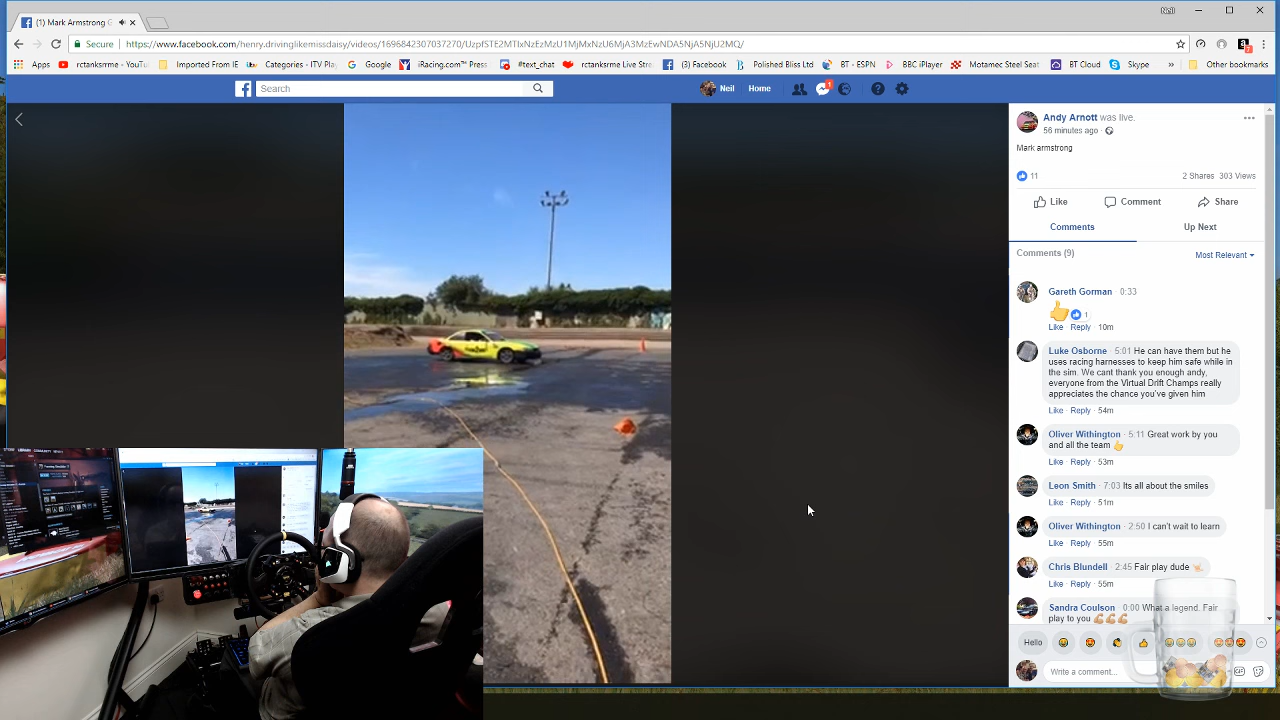 Neil
(1) Mark Armstrong G
Secure
https://www.facebook.com/henry.drivinglikemissdaisy/videos/1696842307037270/UzpfSTE2MTIxNzEzMzU1MjMxNzU6MjA3MzEwNDA5NjA5NjU2MQ/
Apps
rctanksrme - YouTu
Imported From IE
Categories - ITV Play
Google
iRacing.com™ Press
#text_chat
rctanksrme Live Stre
(3) Facebook
Polished Bliss Ltd
BT - ESPN
BBC iPlayer
Motamec Steel Seat
BT Cloud
Skype
»
Other bookmarks
Search
Neil
Home
1
Andy Arnott was live.
56 minutes ago
Mark armstrong
11
2 Shares 303 Views
Like
Comment
Share
Comments
Up Next
Comments (9)
Most Relevant
Gareth Gorman · 0:33
1
Like Reply 10m
Luke Osborne · 5:01 He can have them but he
uses racing harnesses to keep him safe while in
the sim. We cant thank you enough andy,
everyone from the Virtual Drift Champs really
appreciates the chance you've given him
Like · Reply · 54m
Oliver Withington · 5:11 Great work by you
and all the team
Like · Reply · 53m
Leon Smith · 7:03 Its all about the smiles
Like · Reply · 51m
Oliver Withington · 2:50 I can't wait to learn
Like · Reply · 55m
Chris Blundell · 2:45 Fair play dude
Like · Reply · 55m
Sandra Coulson · 0:00 What a legend. Fair
play to you
Hello
Write a comment...
GIF